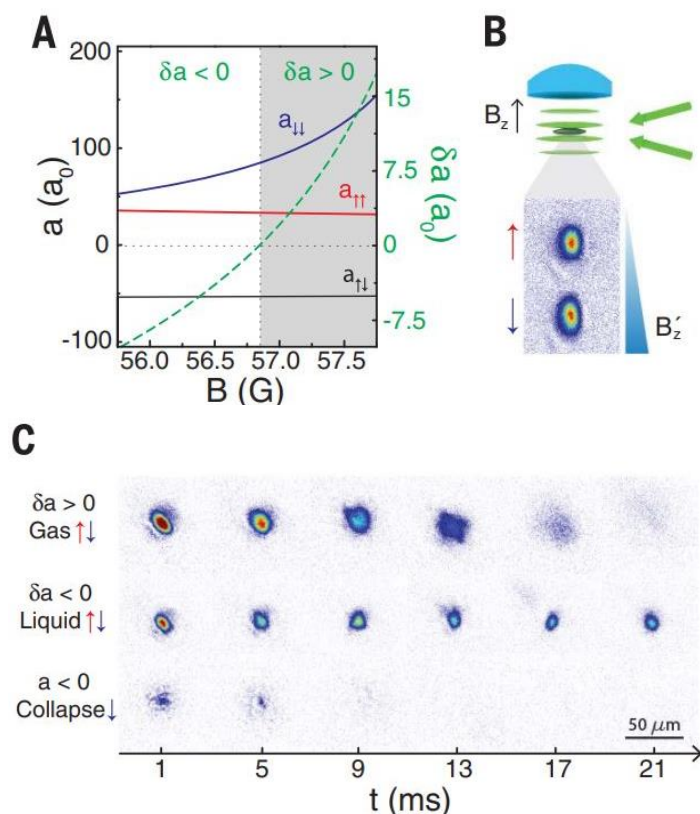 A
200
100
0
-100
a (a₀)
δa < 0
δa > 0
a↓↓
a↑↑
a↑↓
15
7.5
0
-7.5
δa (a₀)
56.0 56.5 57.0 57.5
B (G)
B
B_z ↑
↑
↓
B_z′
C
δa > 0
Gas ↑↓
δa < 0
Liquid ↑↓
a < 0
Collapse ↓
50 μm
1 5 9 13 17 21
t (ms)